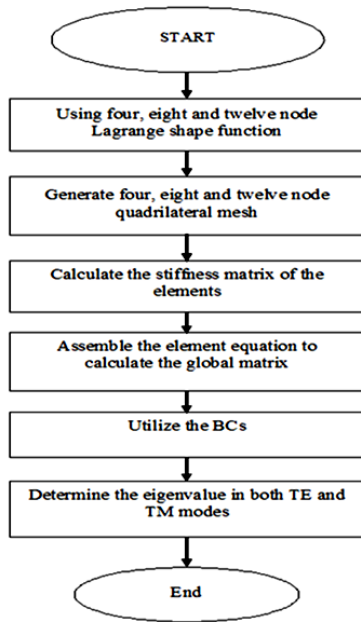 START
Using four, eight and twelve node
Lagrange shape function
Generate four, eight and twelve node
quadrilateral mesh
Calculate the stiffness matrix of the
elements
Assemble the element equation to
calculate the global matrix
Utilize the BCs
Determine the eigenvalue in both TE and
TM modes
End